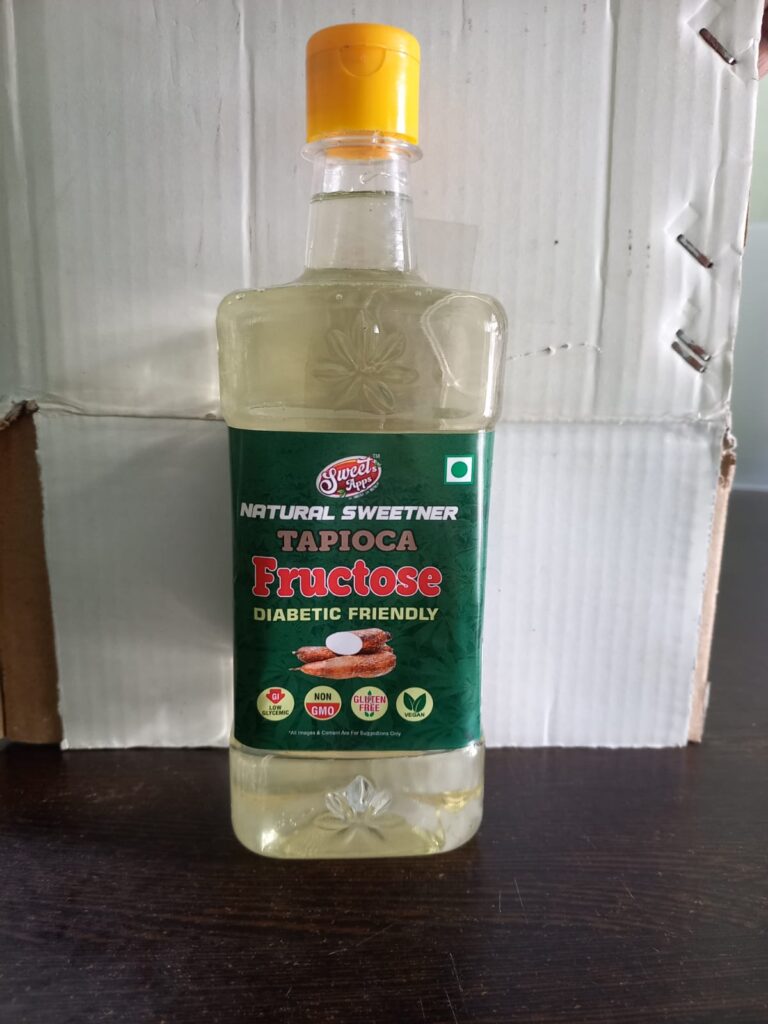 Sweet's
Apps
TM
NATURAL SWEETNER
TAPIOCA
Fructose
DIABETIC FRIENDLY
GI
LOW
GLYCEMIC
NON
GMO
GLUTEN
FREE
VEGAN
*All Images & Content Are For Suggestions Only